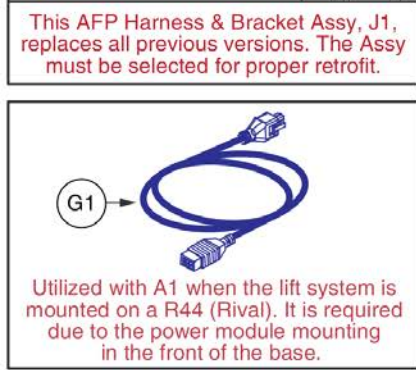 This AFP Harness & Bracket Assy, J1,
replaces all previous versions. The Assy
must be selected for proper retrofit.
G1
Utilized with A1 when the lift system is
mounted on a R44 (Rival). It is required
due to the power module mounting
in the front of the base.